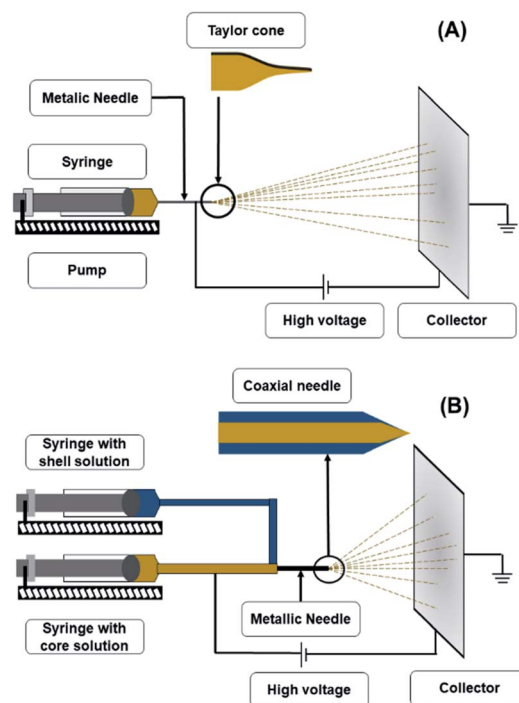 Taylor cone
(A)
Metalic Needle
Syringe
Pump
High voltage
Collector
Coaxial needle
(B)
Syringe with
shell solution
Syringe with
core solution
Metallic Needle
High voltage
Collector